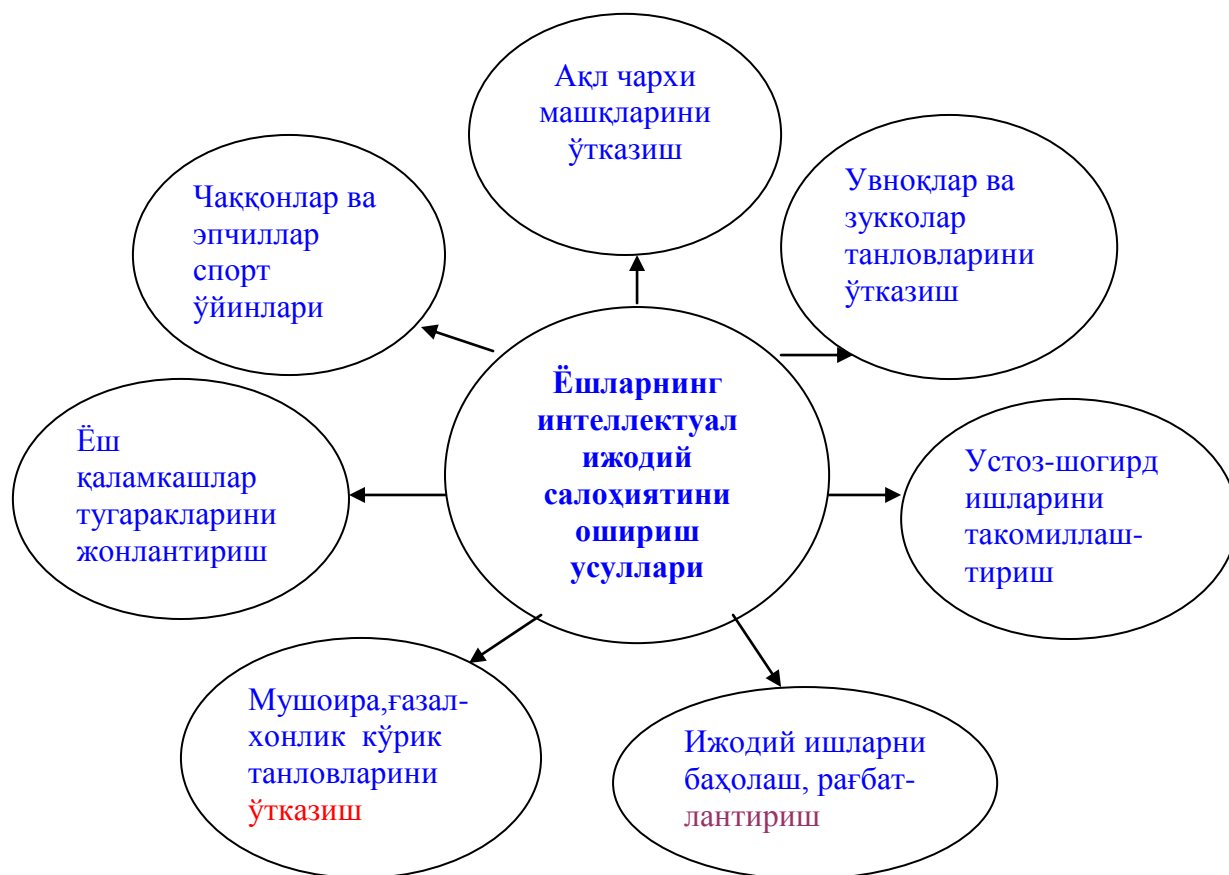 Ақл чархи
машқларини
ўтказиш
Чаққонлар ва
эпчиллар
спорт
ўйинлари
Увноқлар ва
зукколар
танловларини
ўтказиш
Ёшларнинг
интеллектуал
ижодий
салоҳиятини
ошириш
усуллари
Ёш
қаламкашлар
тугаракларини
жонлантириш
Устоз-шогирд
ишларини
такомиллаш-
тириш
Мушоира,ғазал-
хонлик кўрик
танловларини
ўтказиш
Ижодий ишларни
баҳолаш, рағбат-
лантириш